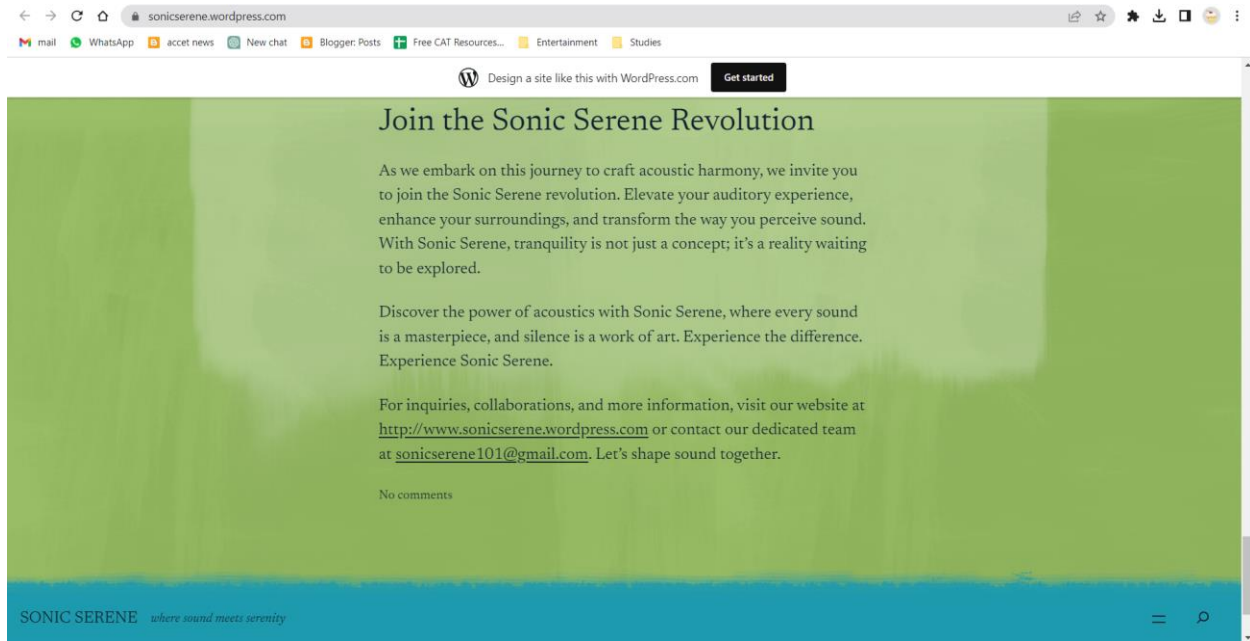 sonicserene.wordpress.com
mail
WhatsApp
accet news
New chat
Blogger: Posts
Free CAT Resources...
Entertainment
Studies
Design a site like this with WordPress.com
Get started
Join the Sonic Serene Revolution
As we embark on this journey to craft acoustic harmony, we invite you
to join the Sonic Serene revolution. Elevate your auditory experience,
enhance your surroundings, and transform the way you perceive sound.
With Sonic Serene, tranquility is not just a concept; it’s a reality waiting
to be explored.
Discover the power of acoustics with Sonic Serene, where every sound
is a masterpiece, and silence is a work of art. Experience the difference.
Experience Sonic Serene.
For inquiries, collaborations, and more information, visit our website at
http://www.sonicserene.wordpress.com or contact our dedicated team
at sonicserene101@gmail.com. Let’s shape sound together.
No comments
SONIC SERENE where sound meets serenity